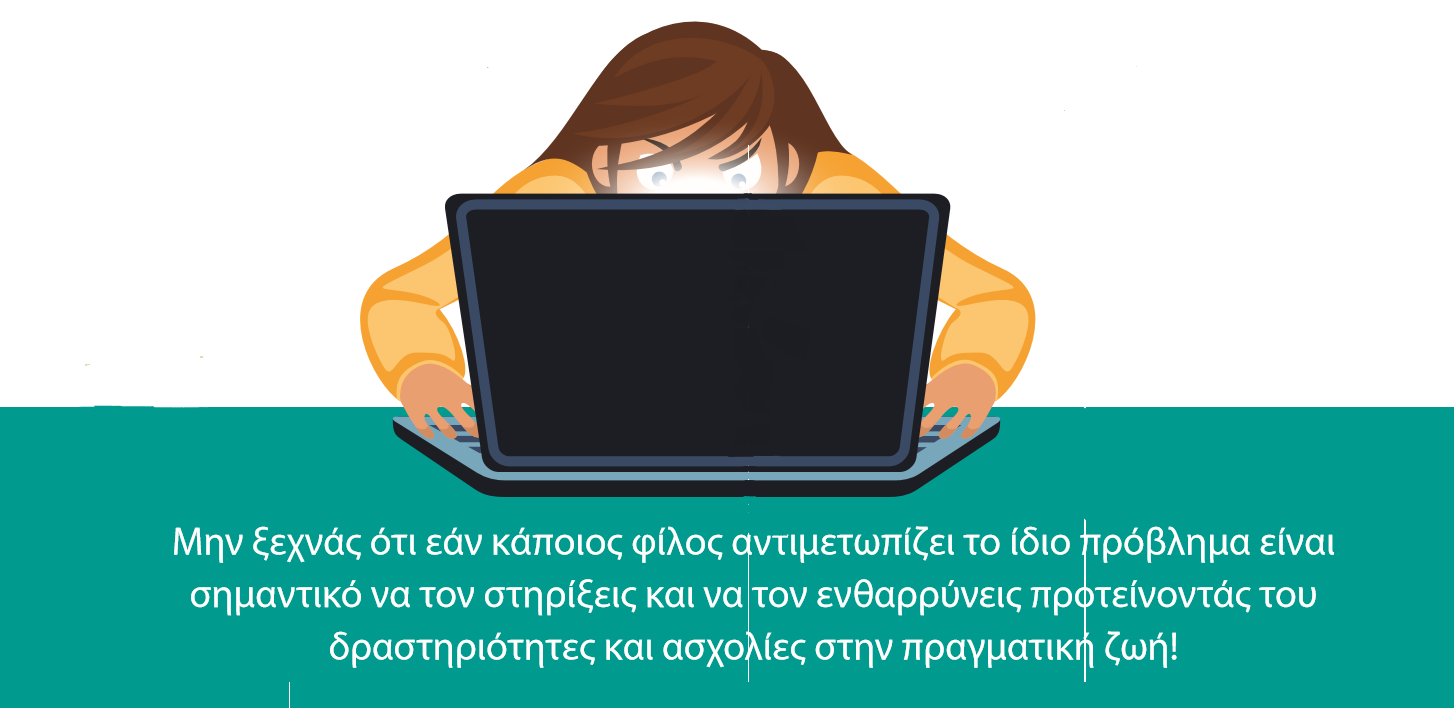 Μην ξεχνάς ότι εάν κάποιος φίλος αντιμετωπίζει το ίδιο πρόβλημα είναι
σημαντικό να τον στηρίξεις και να τον ενθαρρύνεις προτείνοντάς του
δραστηριότητες και ασχολίες στην πραγματική ζωή!